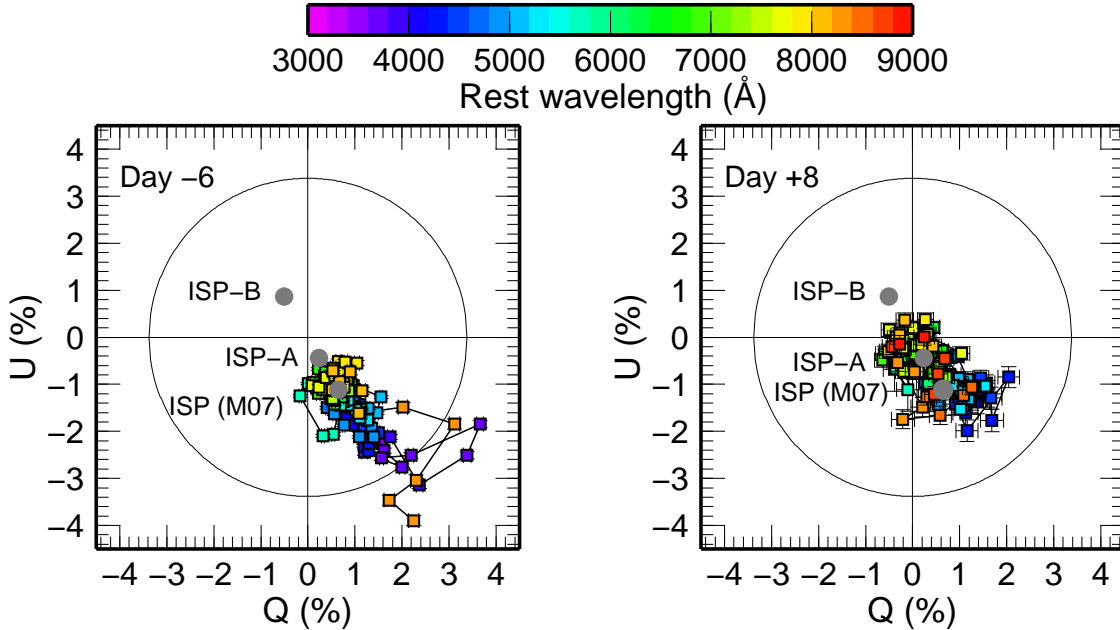 3000 4000 5000 6000 7000 8000 9000
Rest wavelength (Å)
Day −6
ISP−B
ISP−A
ISP (M07)
4
3
2
1
0
−1
−2
−3
−4
U (%)
−4 −3 −2 −1 0 1 2 3 4
Q (%)
Day +8
ISP−B
ISP−A
ISP (M07)
4
3
2
1
0
−1
−2
−3
−4
U (%)
−4 −3 −2 −1 0 1 2 3 4
Q (%)